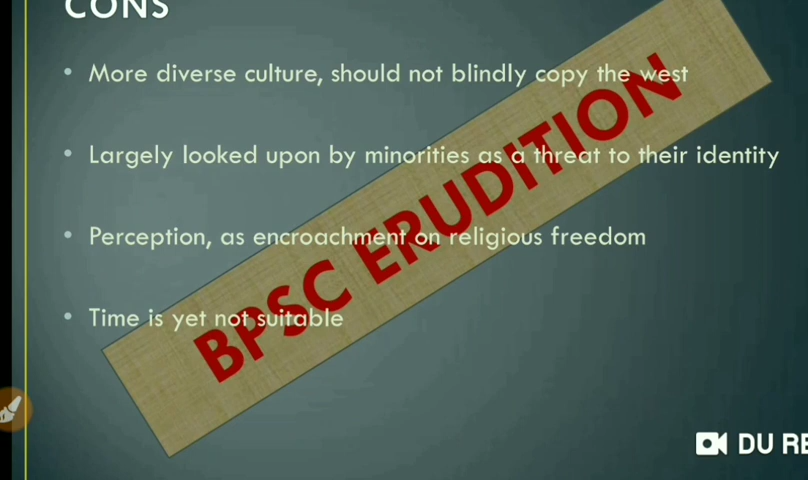 CONS
More diverse culture, should not blindly copy the west
Largely looked upon by minorities as a threat to their identity
Perception, as encroachment on religious freedom
Time is yet not suitable
BPSC ERUDITION
DU RE